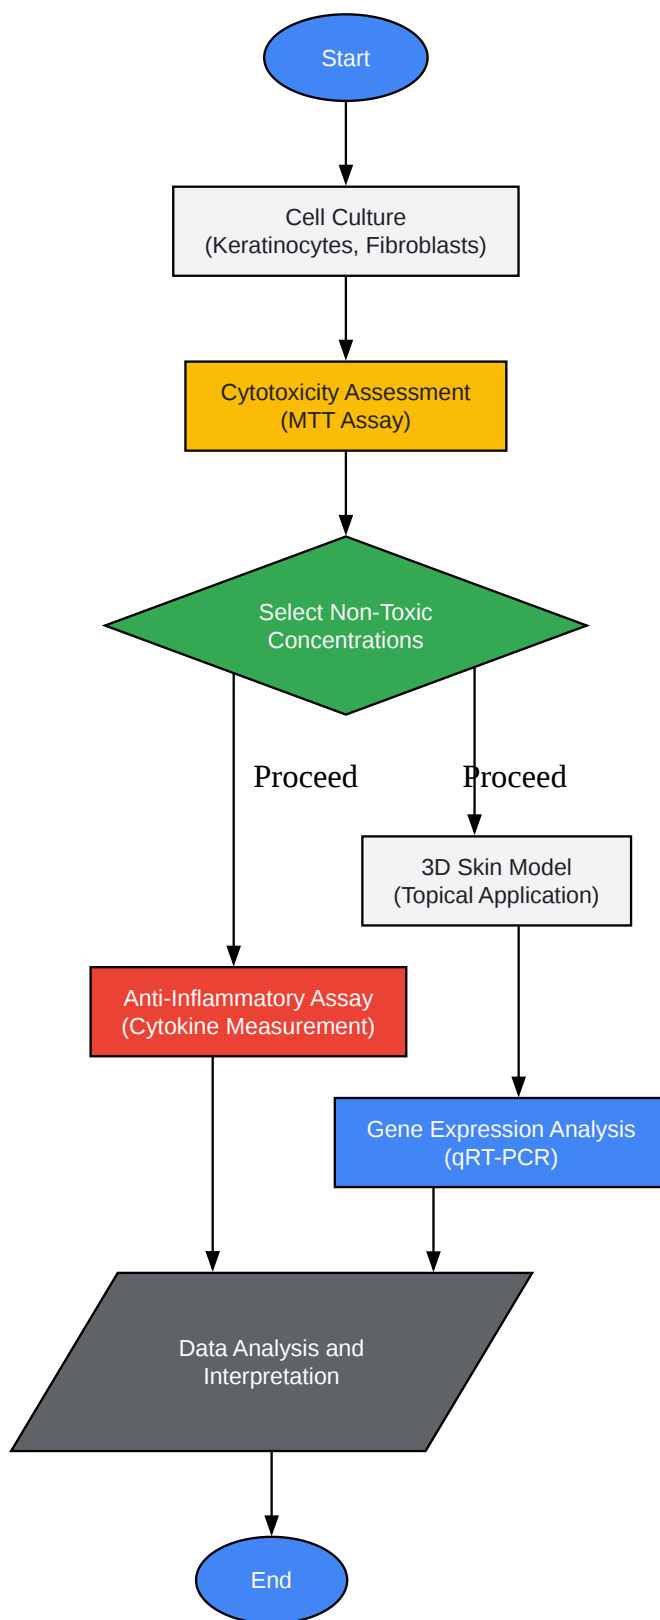 Start
Cell Culture
(Keratinocytes, Fibroblasts)
Cytotoxicity Assessment
(MTT Assay)
Select Non-Toxic
Concentrations
Proceed
Proceed
3D Skin Model
(Topical Application)
Anti-Inflammatory Assay
(Cytokine Measurement)
Gene Expression Analysis
(qRT-PCR)
Data Analysis and
Interpretation
End